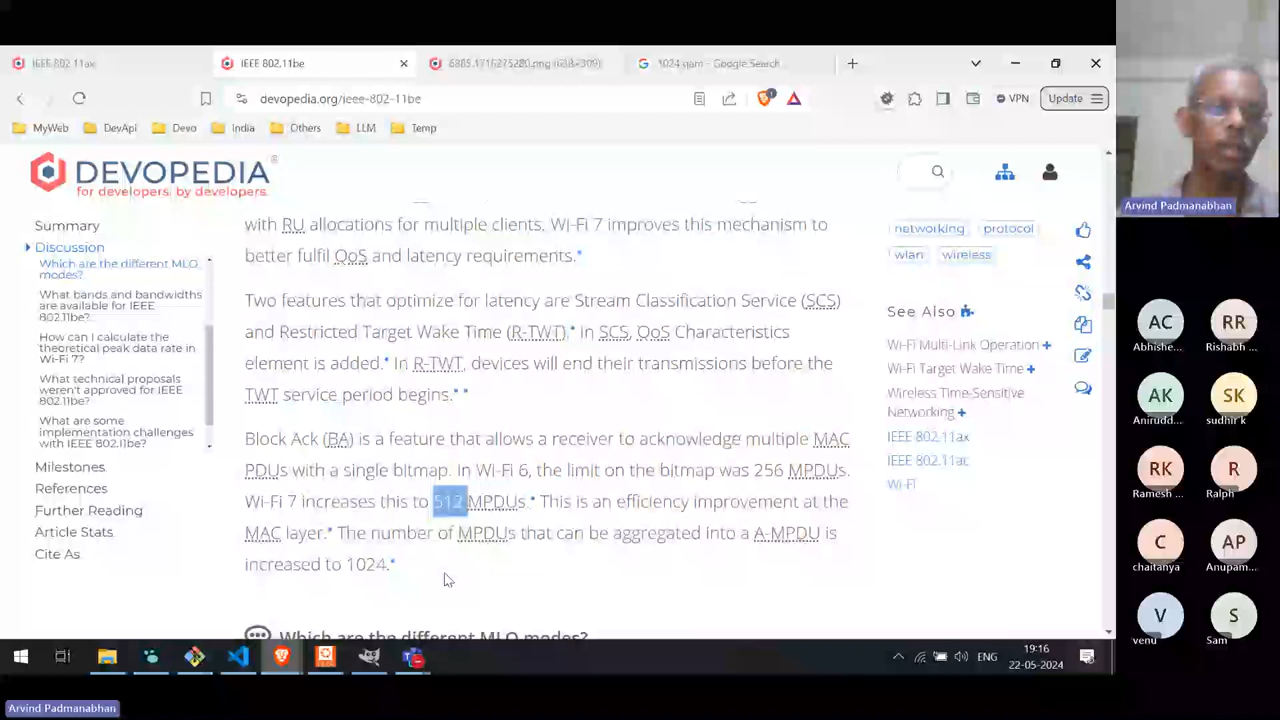 IEEE 802.11ax
IEEE 802.11be
6885.1716275280.png (638×309)
1024 qam - Google Search
devopedia.org/ieee-802-11be
1
VPN
Update
MyWeb
DevApi
Devo
India
Others
LLM
Temp
DEVOPEDIA
for developers. by developers.
Summary
Discussion
Which are the different MLO
modes?
What bands and bandwidths
are available for IEEE
802.11be?
How can I calculate the
theoretical peak data rate in
Wi-Fi 7?
What technical proposals
weren't approved for IEEE
802.11be?
What are some
implementation challenges
with IEEE 802.11be?
Milestones
References
Further Reading
Article Stats
Cite As
with RU allocations for multiple clients. Wi-Fi 7 improves this mechanism to
better fulfil QoS and latency requirements.
Two features that optimize for latency are Stream Classification Service (SCS)
and Restricted Target Wake Time (R-TWT). In SCS, QoS Characteristics
element is added. In R-TWT, devices will end their transmissions before the
TWT service period begins.
Block Ack (BA) is a feature that allows a receiver to acknowledge multiple MAC
PDUs with a single bitmap. In Wi-Fi 6, the limit on the bitmap was 256 MPDUs.
Wi-Fi 7 increases this to 512 MPDUs. This is an efficiency improvement at the
MAC layer. The number of MPDUs that can be aggregated into a A-MPDU is
increased to 1024.
Which are the different MLO modes?
networking
protocol
wlan
wireless
See Also
Wi-Fi Multi-Link Operation +
Wi-Fi Target Wake Time +
Wireless Time-Sensitive
Networking +
IEEE 802.11ax
IEEE 802.11ac
Wi-Fi
ENG
19:16
22-05-2024
Arvind Padmanabhan
Arvind Padmanabhan
AC
Abhishe...
RR
Rishabh ...
AK
Anirudd...
SK
sudhir k
RK
Ramesh ...
R
Ralph
C
chaitanya
AP
Anupam...
V
venu
S
Sam